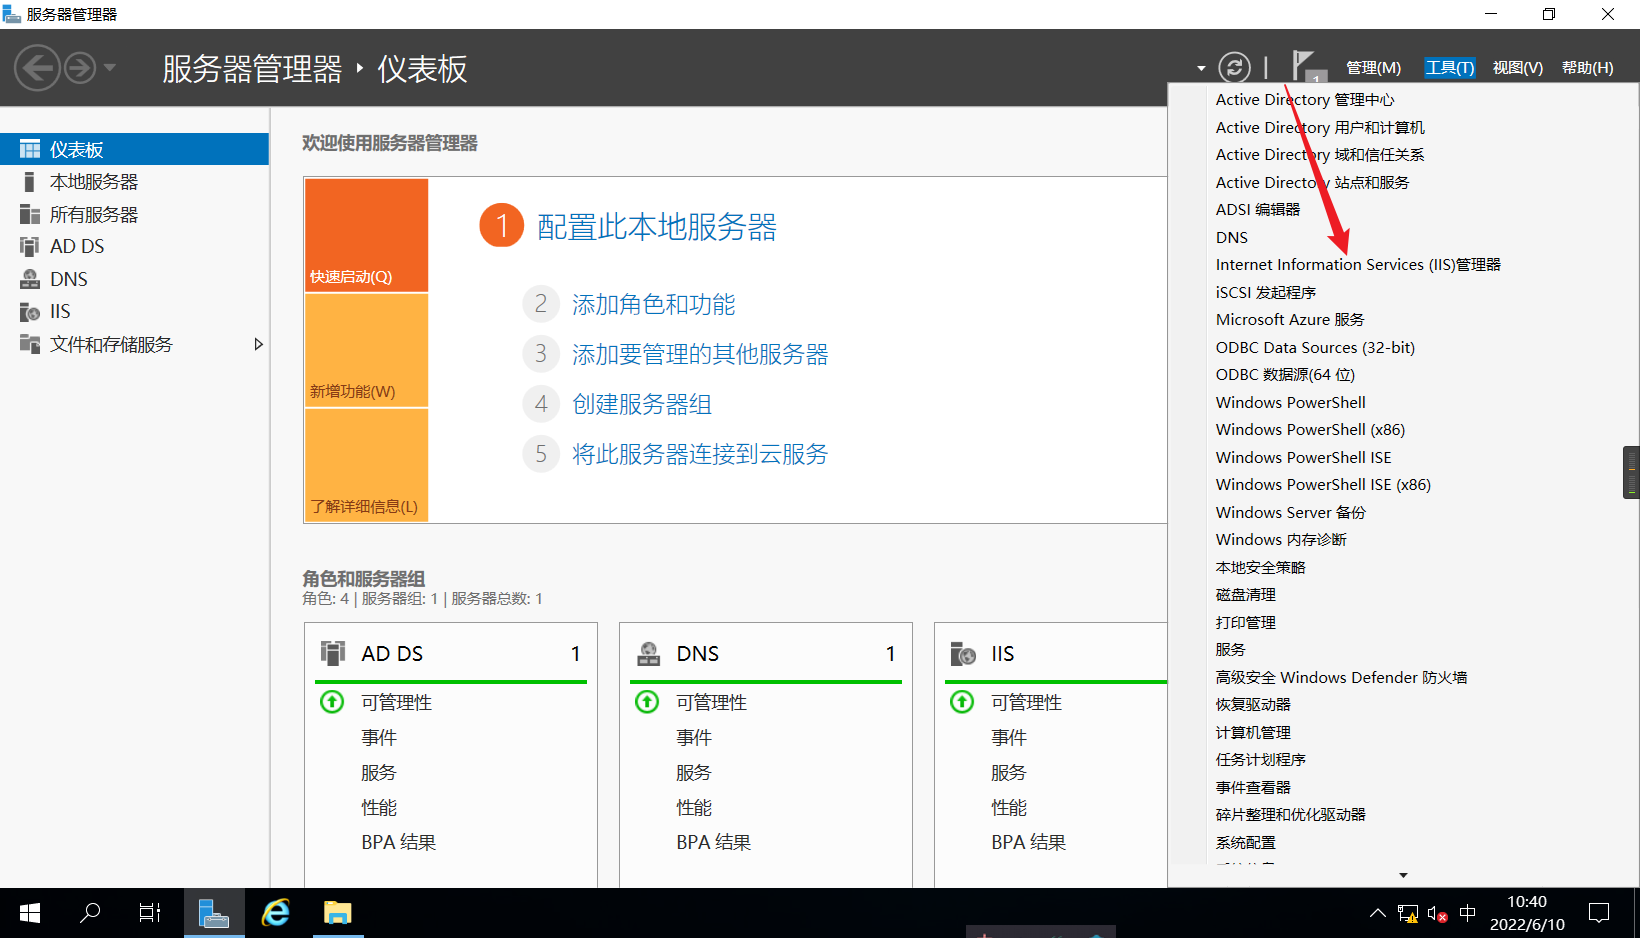 服务器管理器
服务器管理器 ‣ 仪表板
1
管理(M)
工具(T)
视图(V)
帮助(H)
仪表板
本地服务器
所有服务器
AD DS
DNS
IIS
文件和存储服务
欢迎使用服务器管理器
快速启动(Q)
新增功能(W)
了解详细信息(L)
1 配置此本地服务器
2 添加角色和功能
3 添加要管理的其他服务器
4 创建服务器组
5 将此服务器连接到云服务
角色和服务器组
角色: 4 | 服务器组: 1 | 服务器总数: 1
AD DS 1
可管理性
事件
服务
性能
BPA 结果
DNS 1
可管理性
事件
服务
性能
BPA 结果
IIS
可管理性
事件
服务
性能
BPA 结果
Active Directory 管理中心
Active Directory 用户和计算机
Active Directory 域和信任关系
Active Directory 站点和服务
ADSI 编辑器
DNS
Internet Information Services (IIS)管理器
iSCSI 发起程序
Microsoft Azure 服务
ODBC Data Sources (32-bit)
ODBC 数据源(64 位)
Windows PowerShell
Windows PowerShell (x86)
Windows PowerShell ISE
Windows PowerShell ISE (x86)
Windows Server 备份
Windows 内存诊断
本地安全策略
磁盘清理
打印管理
服务
高级安全 Windows Defender 防火墙
恢复驱动器
计算机管理
任务计划程序
事件查看器
碎片整理和优化驱动器
系统配置
中
10:40
2022/6/10